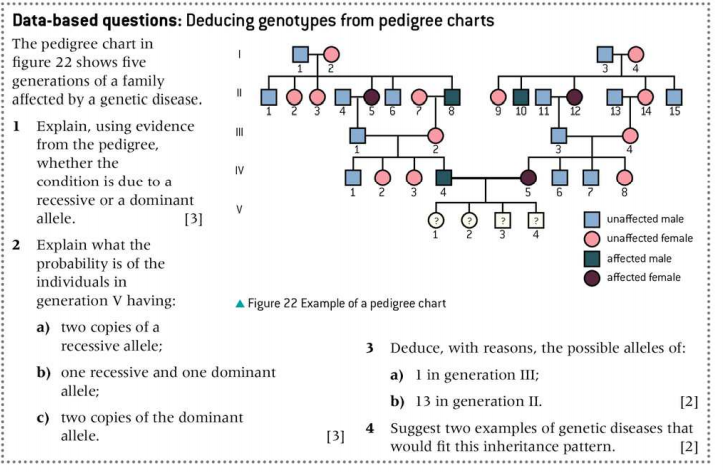 Data-based questions: Deducing genotypes from pedigree charts
The pedigree chart in
figure 22 shows five
generations of a family
affected by a genetic disease.
1 Explain, using evidence
from the pedigree,
whether the
condition is due to a
recessive or a dominant
allele. [3]
2 Explain what the
probability is of the
individuals in
generation V having:
a) two copies of a
recessive allele;
b) one recessive and one dominant
allele;
c) two copies of the dominant
allele. [3]
I
1 2 3 4
II
1 2 3 4 5 6 7 8 9 10 11 12 13 14 15
III
1 2 3 4
IV
1 2 3 4 5 6 7 8
V
? ? ? ?
1 2 3 4
unaffected male
unaffected female
affected male
affected female
▲ Figure 22 Example of a pedigree chart
3 Deduce, with reasons, the possible alleles of:
a) 1 in generation III;
b) 13 in generation II. [2]
4 Suggest two examples of genetic diseases that
would fit this inheritance pattern. [2]